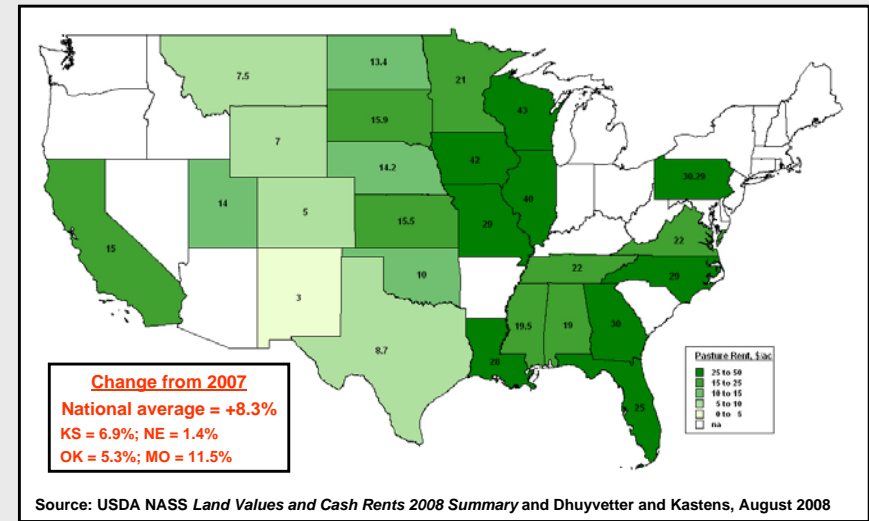 13.4
7.5
21
43
15.9
7
42
14.2
30.29
14
5
40
29
15.5
15
22
22
10
29
3
19.5
19
30
8.7
25
Pasture Rent, $/ac
25 to 50
15 to 25
10 to 15
5 to 10
0 to 5
na
Change from 2007
National average = +8.3%
KS = 6.9%; NE = 1.4%
OK = 5.3%; MO = 11.5%
Source: USDA NASS Land Values and Cash Rents 2008 Summary and Dhuyvetter and Kastens, August 2008